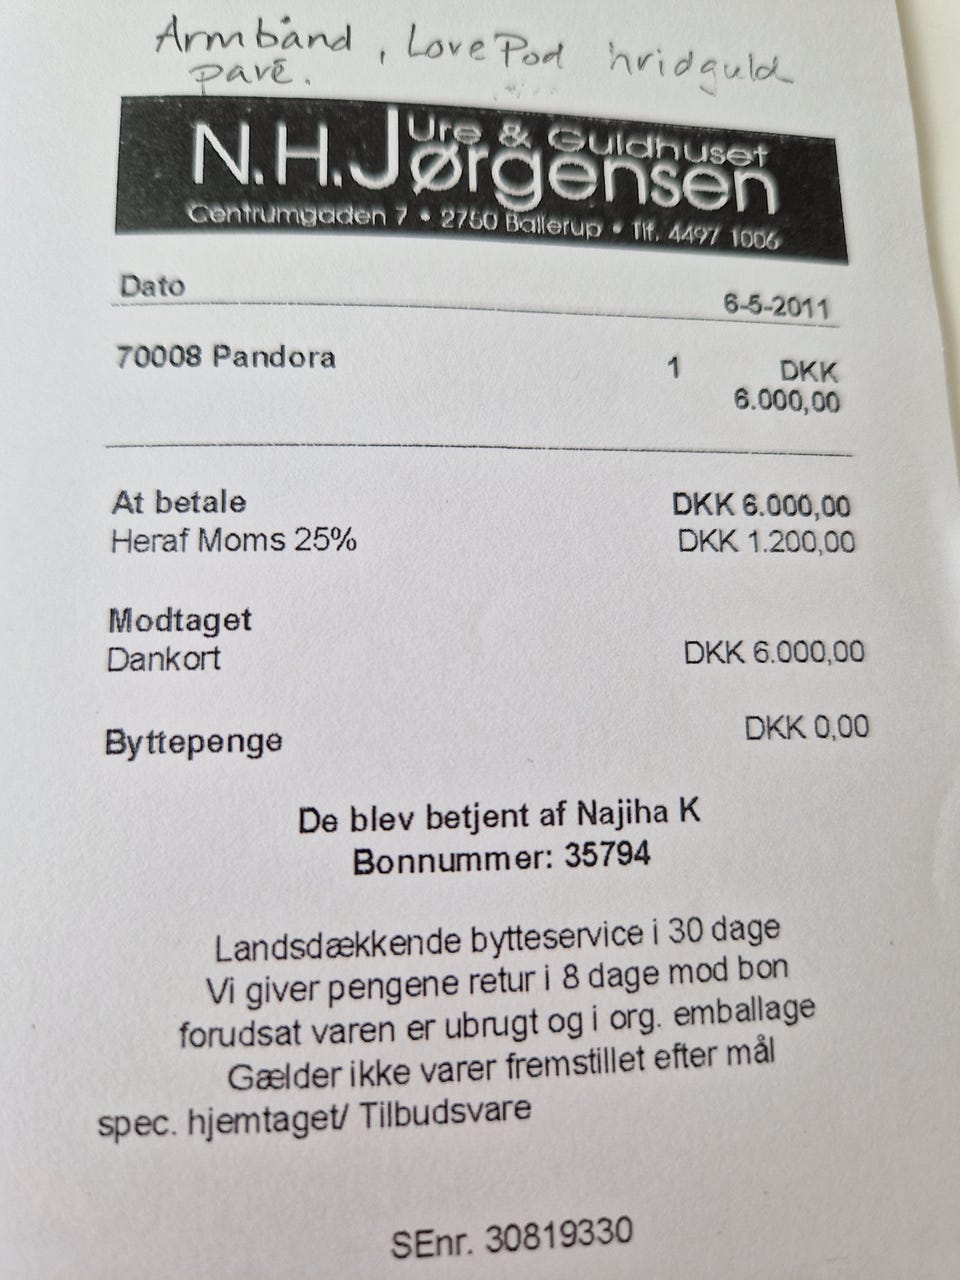 Armbånd, LovePod hvidguld
pavé.
Ure & Guldhuset
N.H.Jørgensen
Centrumgaden 7 • 2750 Ballerup • Tlf. 4497 1006
Dato 6-5-2011
70008 Pandora 1 DKK
6.000,00
At betale DKK 6.000,00
Heraf Moms 25% DKK 1.200,00
Modtaget
Dankort DKK 6.000,00
Byttepenge DKK 0,00
De blev betjent af Najiha K
Bonnummer: 35794
Landsdækkende bytteservice i 30 dage
Vi giver pengene retur i 8 dage mod bon
forudsat varen er ubrugt og i org. emballage
Gælder ikke varer fremstillet efter mål
spec. hjemtaget/ Tilbudsvare
SEnr. 30819330